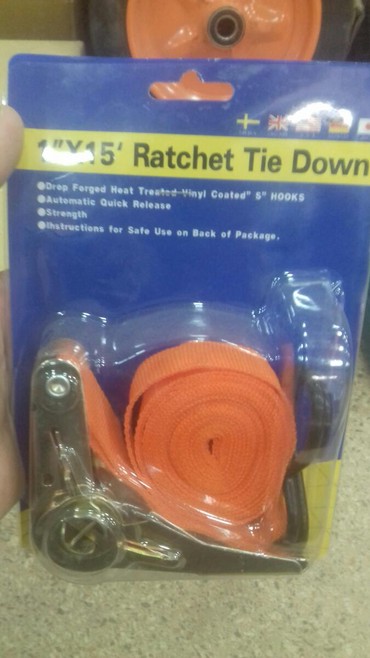 1"X15' Ratchet Tie Down
●Drop Forged Heat Treated Vinyl Coated" 5" HOOKS
●Automatic Quick Release
●Strength
●Instructions for Safe Use on Back of Package.